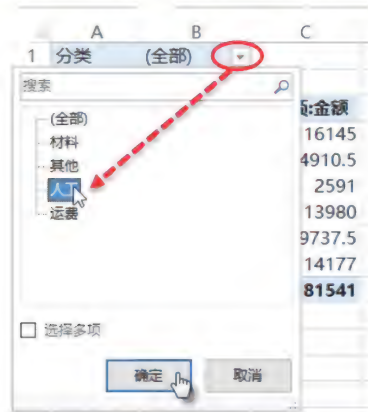 A B C
1 分类 (全部)
搜索
项:金额
(全部) 16145
材料
其他 4910.5
人工 2591
运费 13980
9737.5
14177
81541
选择多项
确定 取消